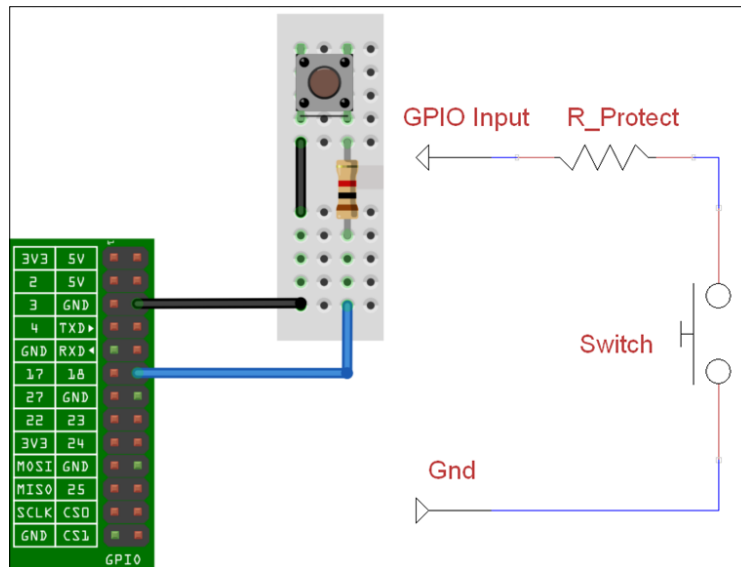 GPIO Input
R_Protect
Switch
Gnd
3V3 5V
2 5V
3 GND
4 TXD▸
GND RXD◂
17 18
27 GND
22 23
3V3 24
MOSI GND
MISO 25
SCLK CS0
GND CS1
GPIO